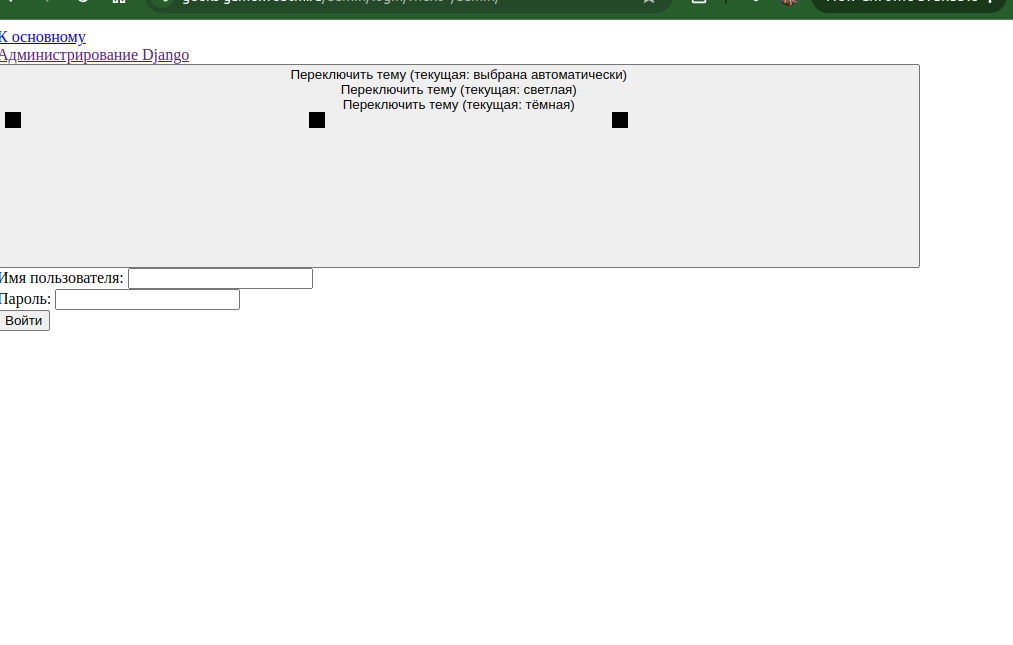 К основному
Администрирование Django
Переключить тему (текущая: выбрана автоматически)
Переключить тему (текущая: светлая)
Переключить тему (текущая: тёмная)
Имя пользователя:
Пароль:
Войти